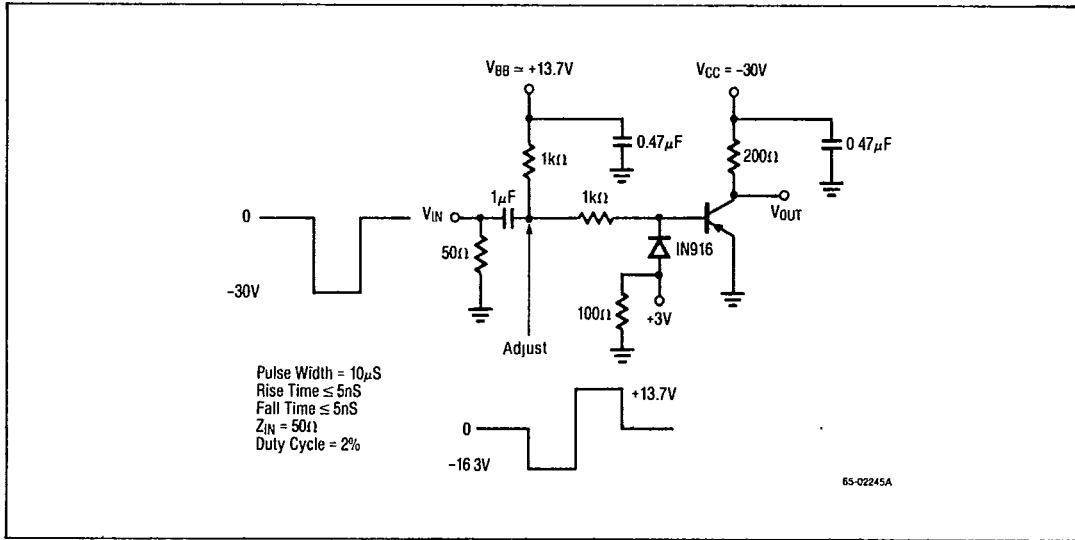 V_BB ≃ +13.7V
V_CC = -30V
0.47μF
0 47μF
1kΩ
200Ω
1μF
1kΩ
0
V_IN
V_OUT
50Ω
IN916
-30V
100Ω
+3V
Adjust
Pulse Width = 10μS
Rise Time ≤ 5nS
Fall Time ≤ 5nS
Z_IN = 50Ω
Duty Cycle = 2%
+13.7V
0
-16 3V
65-02245A